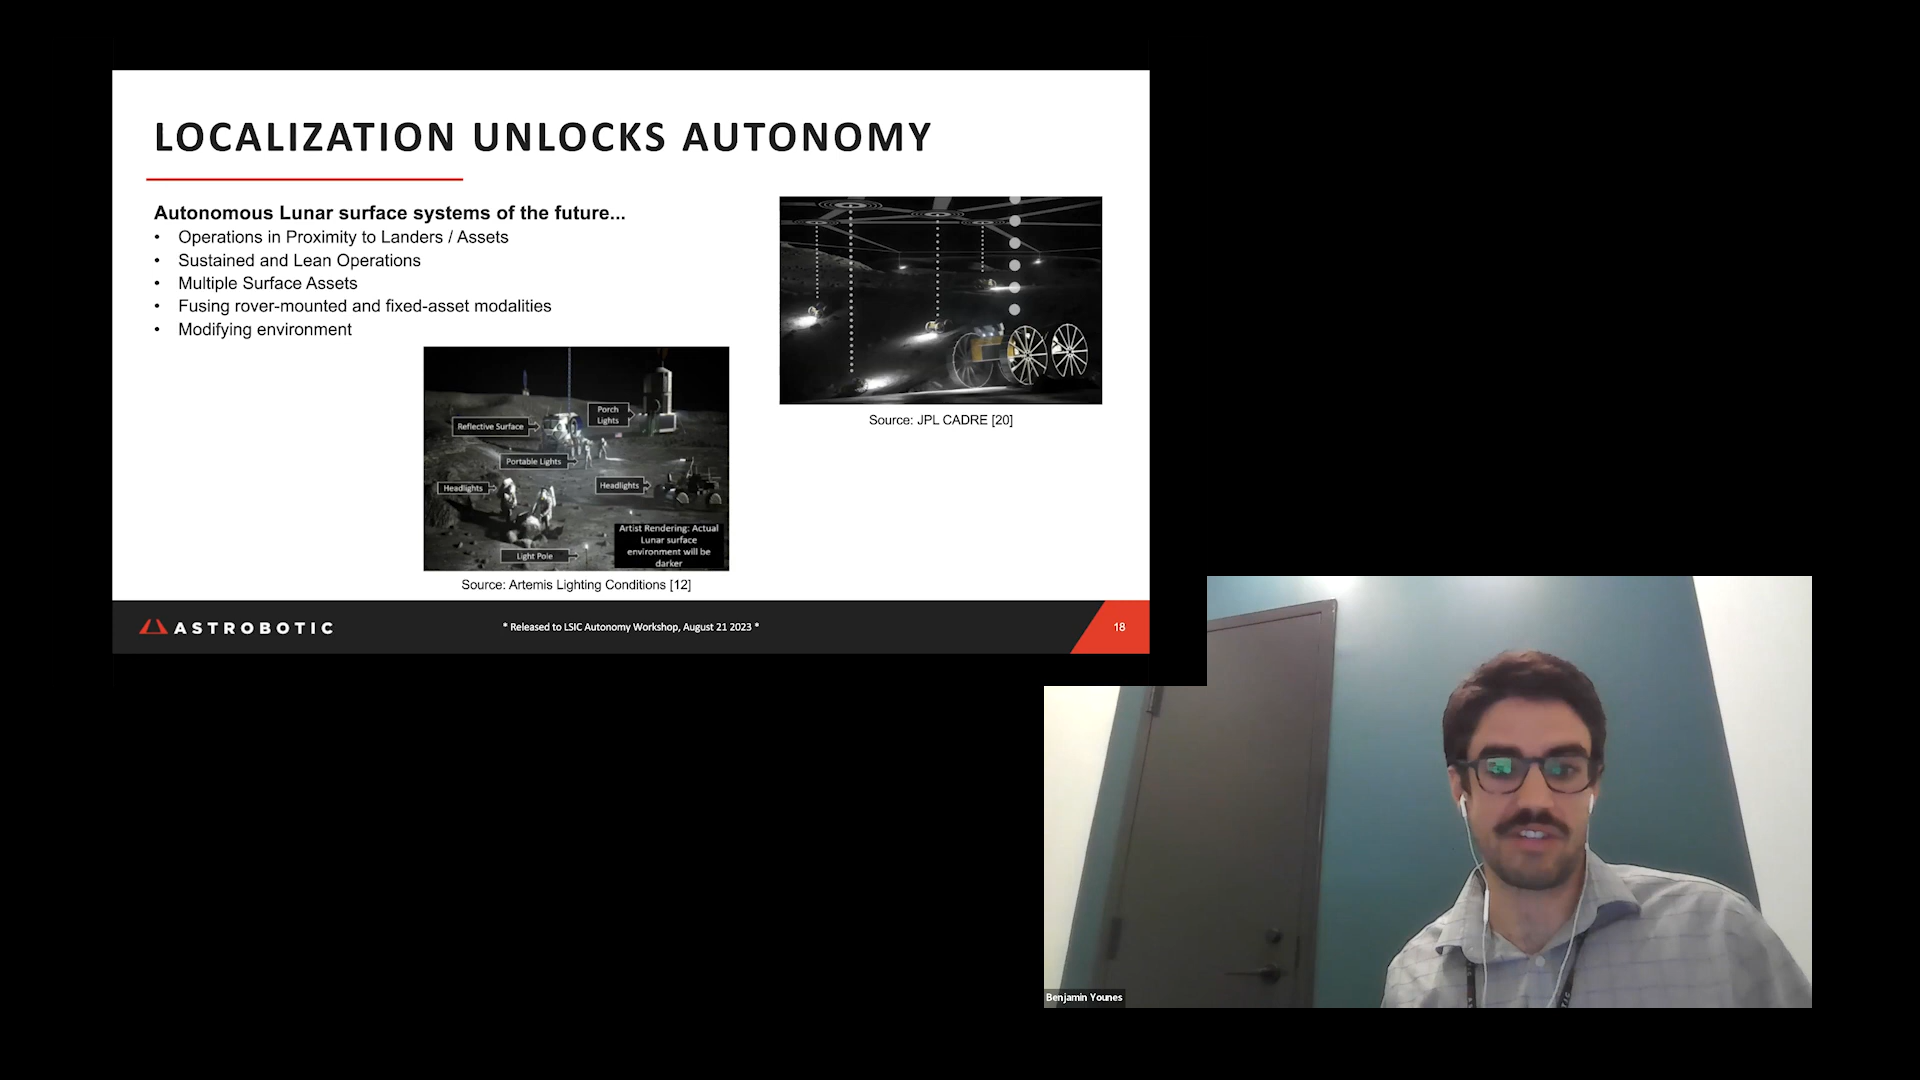 LOCALIZATION UNLOCKS AUTONOMY
Autonomous Lunar surface systems of the future...
• Operations in Proximity to Landers / Assets
• Sustained and Lean Operations
• Multiple Surface Assets
• Fusing rover-mounted and fixed-asset modalities
• Modifying environment
Source: JPL CADRE [20]
Porch
Lights
Reflective Surface
Portable Lights
Headlights
Headlights
Artist Rendering: Actual
Lunar surface
environment will be
darker
Light Pole
Source: Artemis Lighting Conditions [12]
ASTROBOTIC
* Released to LSIC Autonomy Workshop, August 21 2023 *
18
Benjamin Younes